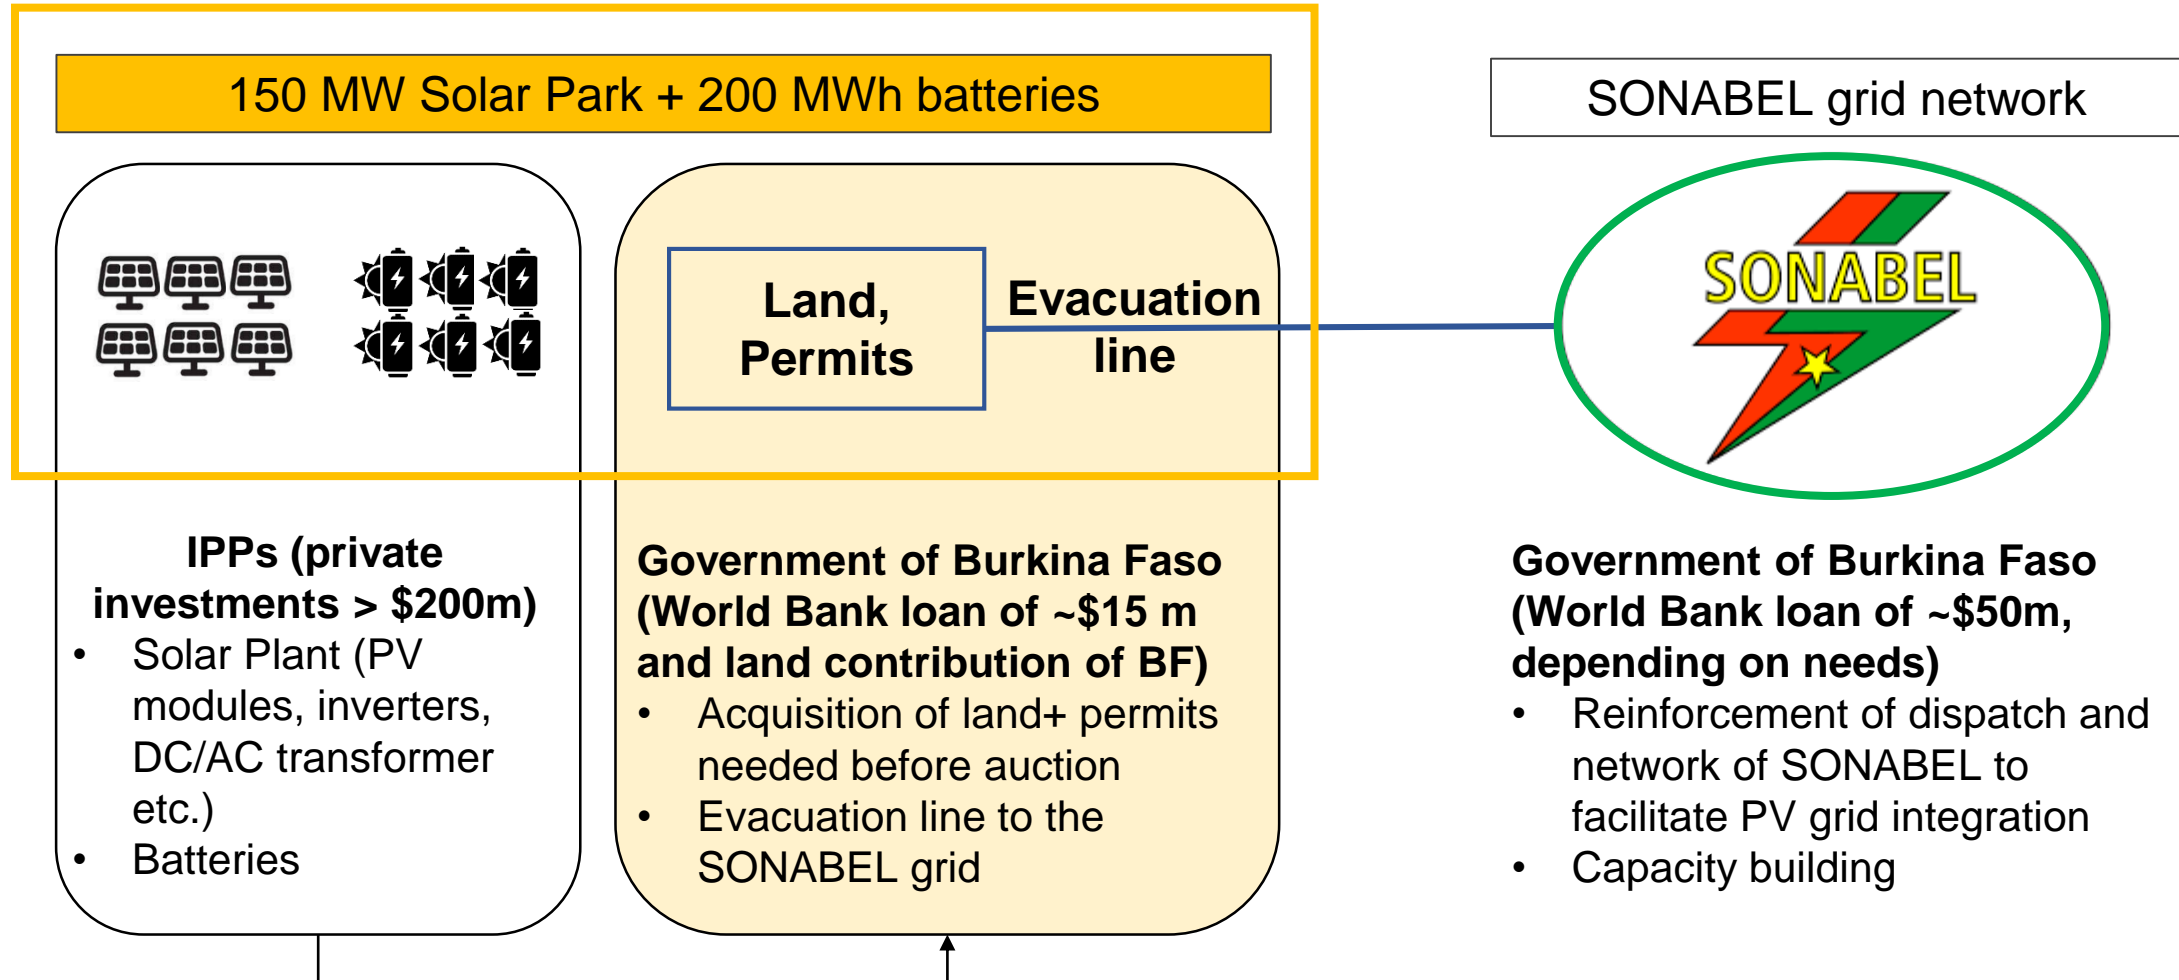 150 MW Solar Park + 200 MWh batteries
SONABEL grid network
Land,
Permits
Evacuation
line
SONABEL
IPPs (private
investments > $200m)
• Solar Plant (PV
modules, inverters,
DC/AC transformer
etc.)
• Batteries
Government of Burkina Faso
(World Bank loan of ~$15 m
and land contribution of BF)
• Acquisition of land+ permits
needed before auction
• Evacuation line to the
SONABEL grid
Government of Burkina Faso
(World Bank loan of ~$50m,
depending on needs)
• Reinforcement of dispatch and
network of SONABEL to
facilitate PV grid integration
• Capacity building